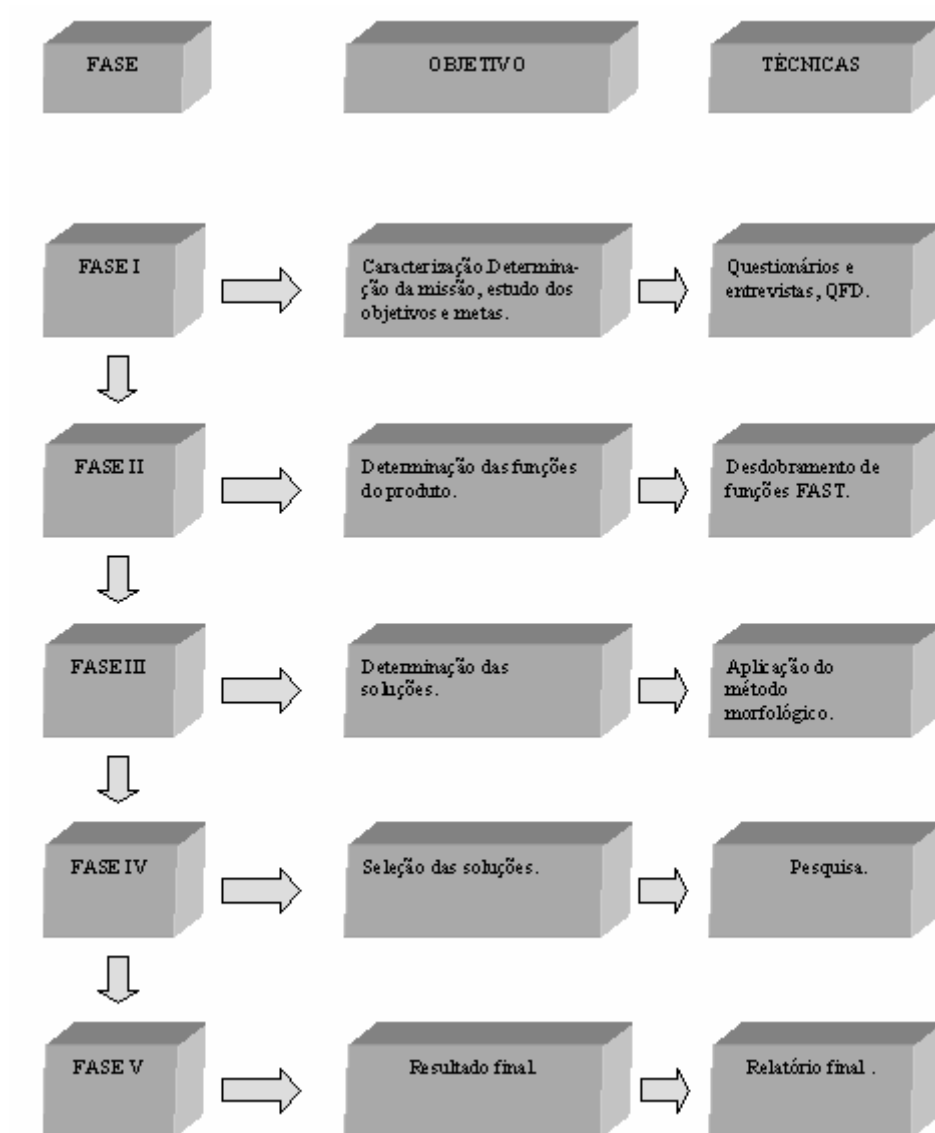 FASE
OBJETIVO
TÉCNICAS
FASE I
Caracterização Determina-
ção da missão, estudo dos
objetivos e metas.
Questionários e
entrevistas, QFD.
FASE II
Determinação das funções
do produto.
Desdobramento de
funções FAST.
FASE III
Determinação das
soluções.
Aplicação do
método
morfológico.
FASE IV
Seleção das soluções.
Pesquisa.
FASE V
Resultado final.
Relatório final .